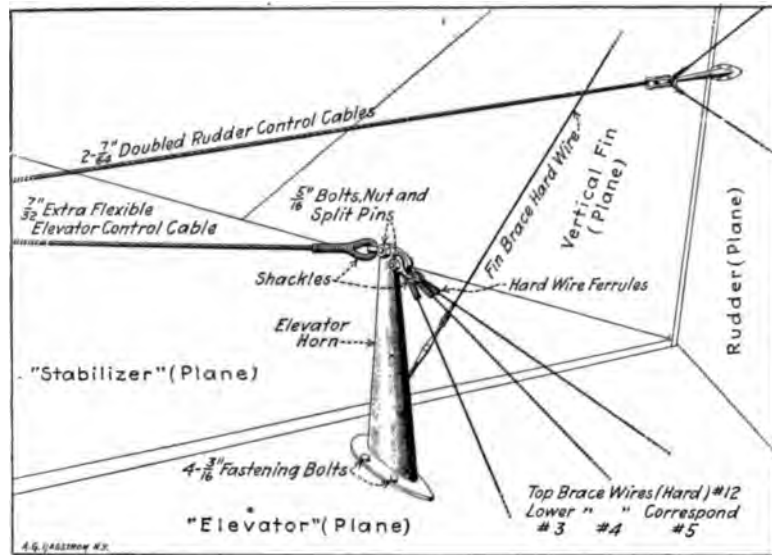 2-7/64" Doubled Rudder Control Cables
7/32" Extra Flexible
Elevator Control Cable
5/16" Bolts, Nut and
Split Pins
Shackles
Fin Brace Hard Wire
Vertical Fin
(Plane)
Rudder (Plane)
Hard Wire Ferrules
Elevator
Horn
"Stabilizer" (Plane)
4-3/16" Fastening Bolts
"Elevator" (Plane)
Top Brace Wires (Hard) #12
Lower " " Correspond
#3 #4 #5